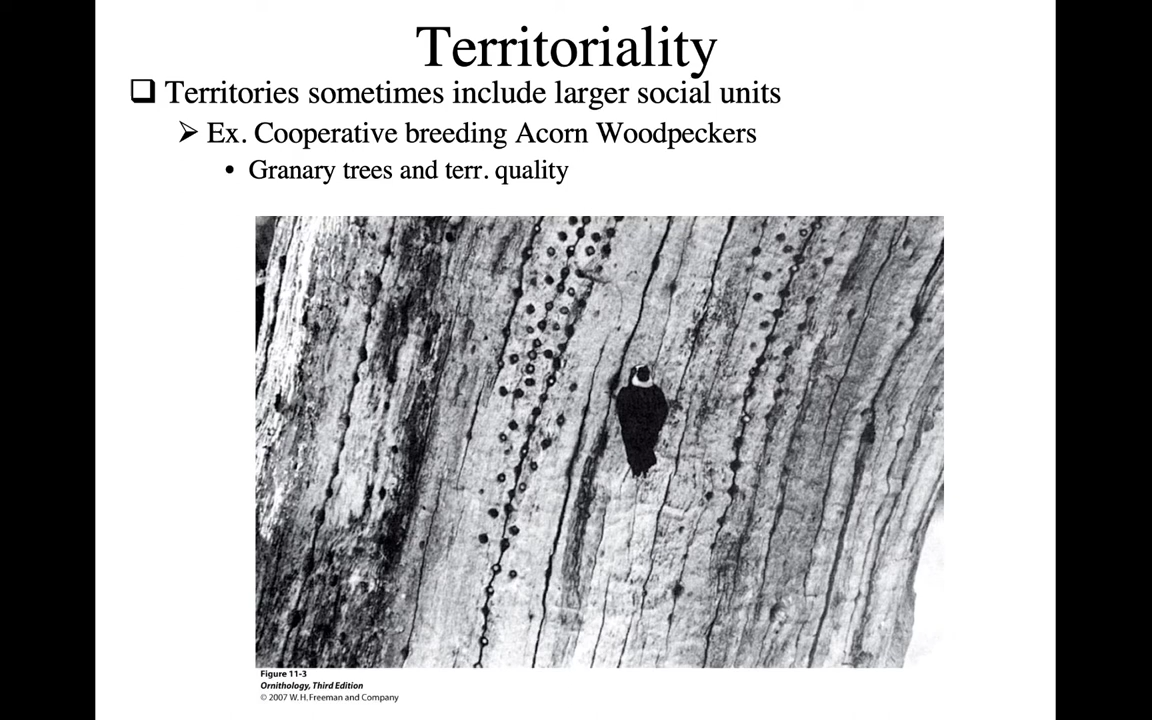 Territoriality
❑ Territories sometimes include larger social units
➢ Ex. Cooperative breeding Acorn Woodpeckers
• Granary trees and terr. quality
Figure 11-3
Ornithology, Third Edition
© 2007 W. H. Freeman and Company